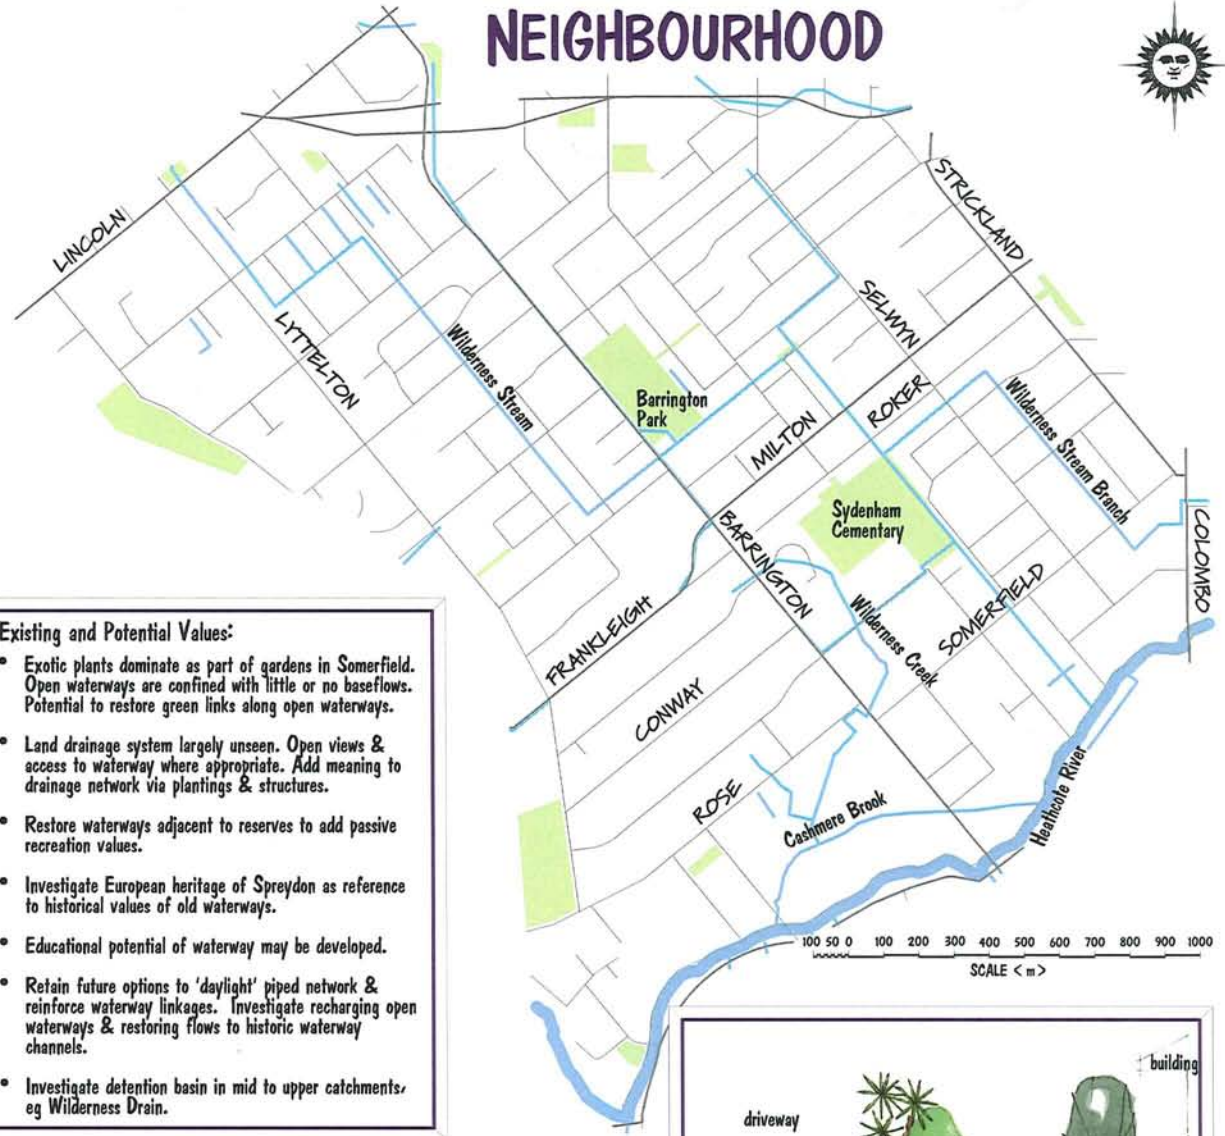 NEIGHBOURHOOD
LINCOLN
STRICKLAND
LYTTELTON
Wilderness Stream
SELWYN
Barrington
Park
MILTON
ROKER
Wilderness Stream Branch
Sydenham
Cementary
BARRINGTON
COLOMBO
FRANKLEIGH
Wilderness Creek
SOMERFIELD
CONWAY
ROSE
Cashmere Brook
Heathcote River
100 50 0 100 200 300 400 500 600 700 800 900 1000
SCALE < m >
Existing and Potential Values:
• Exotic plants dominate as part of gardens in Somerfield.
Open waterways are confined with little or no baseflows.
Potential to restore green links along open waterways.
• Land drainage system largely unseen. Open views &
access to waterway where appropriate. Add meaning to
drainage network via plantings & structures.
• Restore waterways adjacent to reserves to add passive
recreation values.
• Investigate European heritage of Spreydon as reference
to historical values of old waterways.
• Educational potential of waterway may be developed.
• Retain future options to 'daylight' piped network &
reinforce waterway linkages. Investigate recharging open
waterways & restoring flows to historic waterway
channels.
• Investigate detention basin in mid to upper catchments,
eg Wilderness Drain.
building
driveway